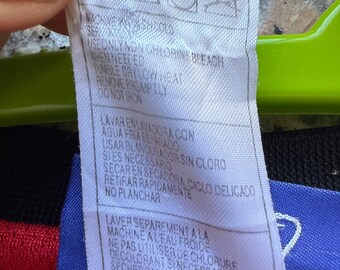 MACHINE WASH COLD
SEPARATELY
USE ONLY NON CHLORINE BLEACH
WHEN NEEDED
TUMBLE DRY LOW HEAT
REMOVE PROMPTLY
DO NOT IRON
LAVAR EN LAVADORA CON
AGUA FRIA SEPARADO
USAR BLANQUEADOR SIN CLORO
SI ES NECESARIO
SECAR EN SECADORA, CICLO DELICADO
RETIRAR RAPIDAMENTE
NO PLANCHAR
LAVER SEPAREMENT A LA
MACHINE A L'EAU FROIDE
NE PAS UTILISER DE CHLORURE
DECOLORANT SI NECESSAIRE